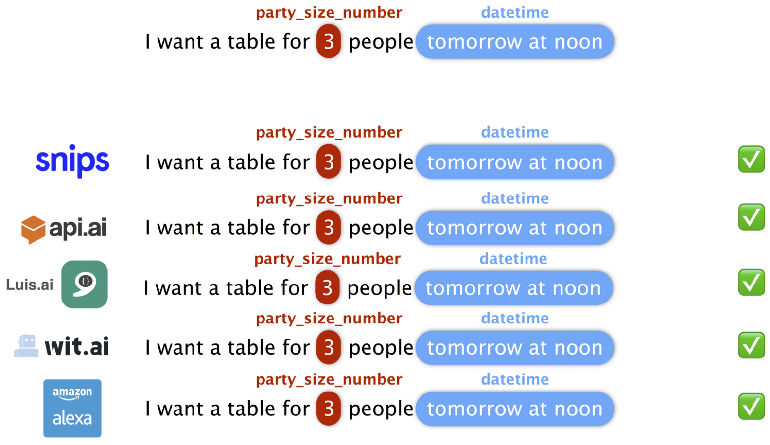 party_size_number datetime
I want a table for 3 people tomorrow at noon
party_size_number datetime
snips I want a table for 3 people tomorrow at noon
party_size_number datetime
api.ai I want a table for 3 people tomorrow at noon
party_size_number datetime
Luis.ai I want a table for 3 people tomorrow at noon
party_size_number datetime
wit.ai I want a table for 3 people tomorrow at noon
party_size_number datetime
amazon
alexa I want a table for 3 people tomorrow at noon